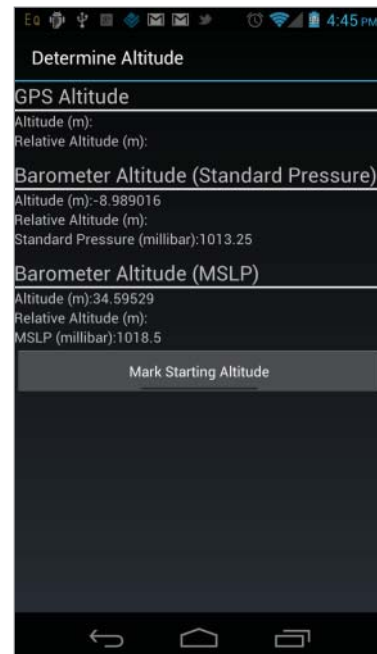 EQ 4:45 PM
Determine Altitude
GPS Altitude
Altitude (m):
Relative Altitude (m):
Barometer Altitude (Standard Pressure)
Altitude (m):-8.989016
Relative Altitude (m):
Standard Pressure (millibar):1013.25
Barometer Altitude (MSLP)
Altitude (m):34.59529
Relative Altitude (m):
MSLP (millibar):1018.5
Mark Starting Altitude